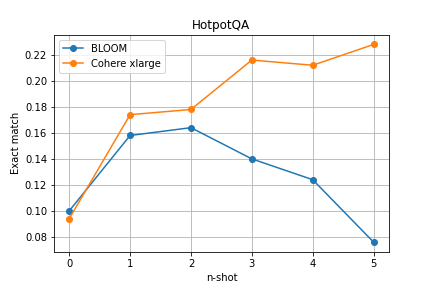 HotpotQA
BLOOM
Cohere xlarge
Exact match
0.22
0.20
0.18
0.16
0.14
0.12
0.10
0.08
0 1 2 3 4 5
n-shot